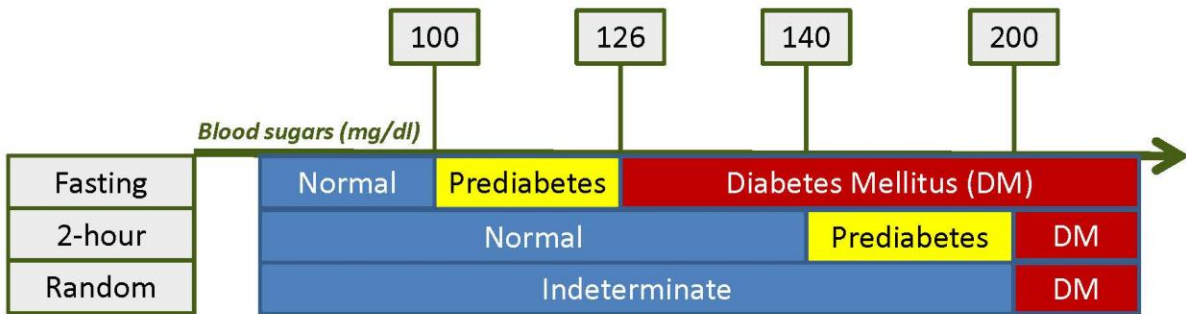 100 126 140 200
Blood sugars (mg/dl)
Fasting Normal Prediabetes Diabetes Mellitus (DM)
2-hour Normal Prediabetes DM
Random Indeterminate DM